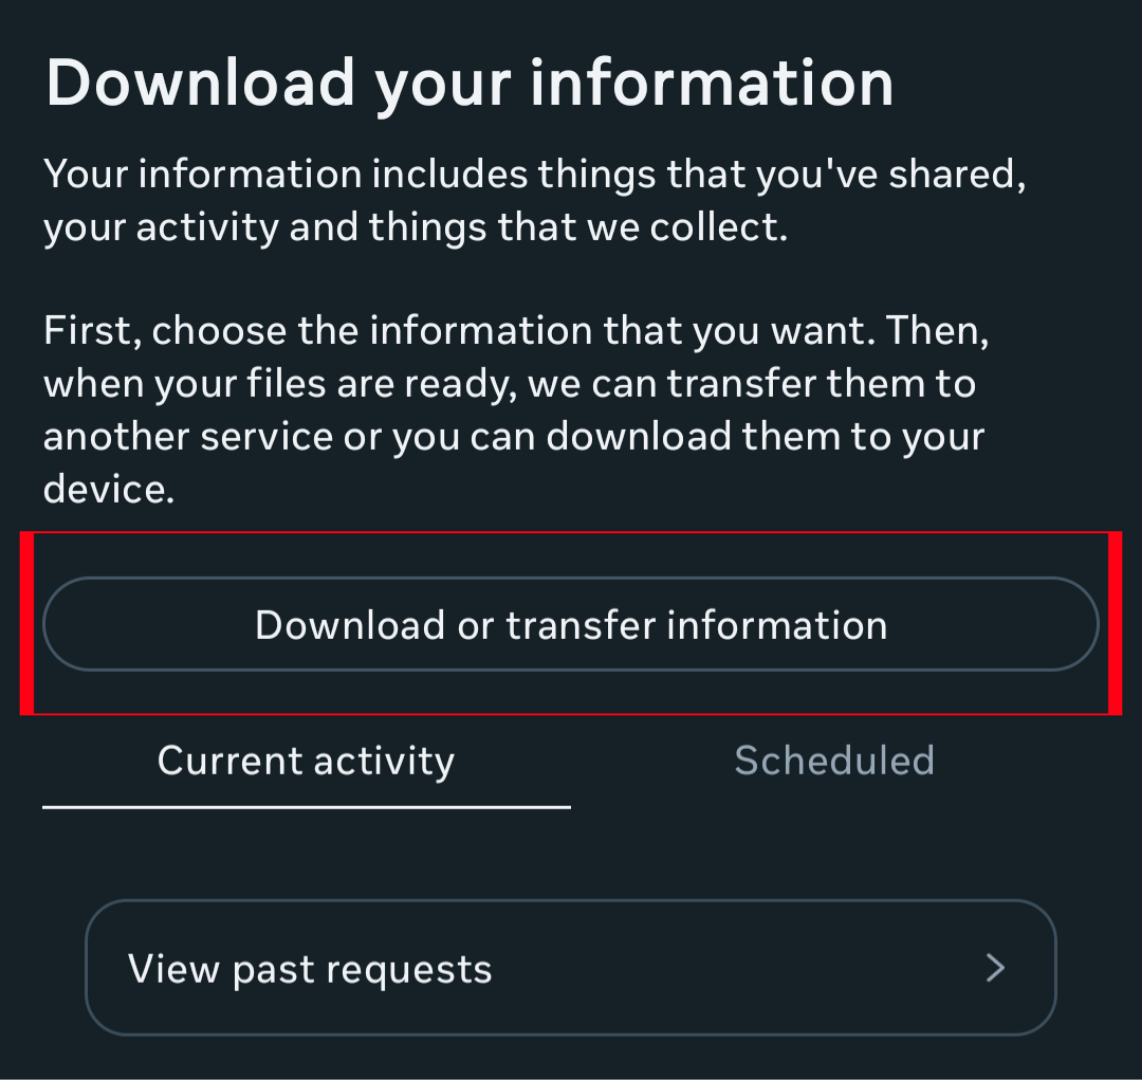 Download your information
Your information includes things that you've shared,
your activity and things that we collect.
First, choose the information that you want. Then,
when your files are ready, we can transfer them to
another service or you can download them to your
device.
Download or transfer information
Current activity
Scheduled
View past requests